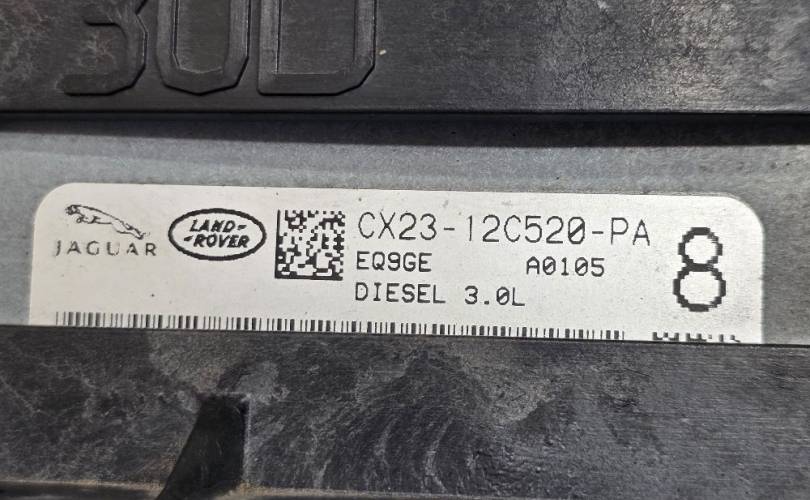 30D
JAGUAR
LAND-
-ROVER
CX23-12C520-PA
EQ9GE A0105
DIESEL 3.0L
8